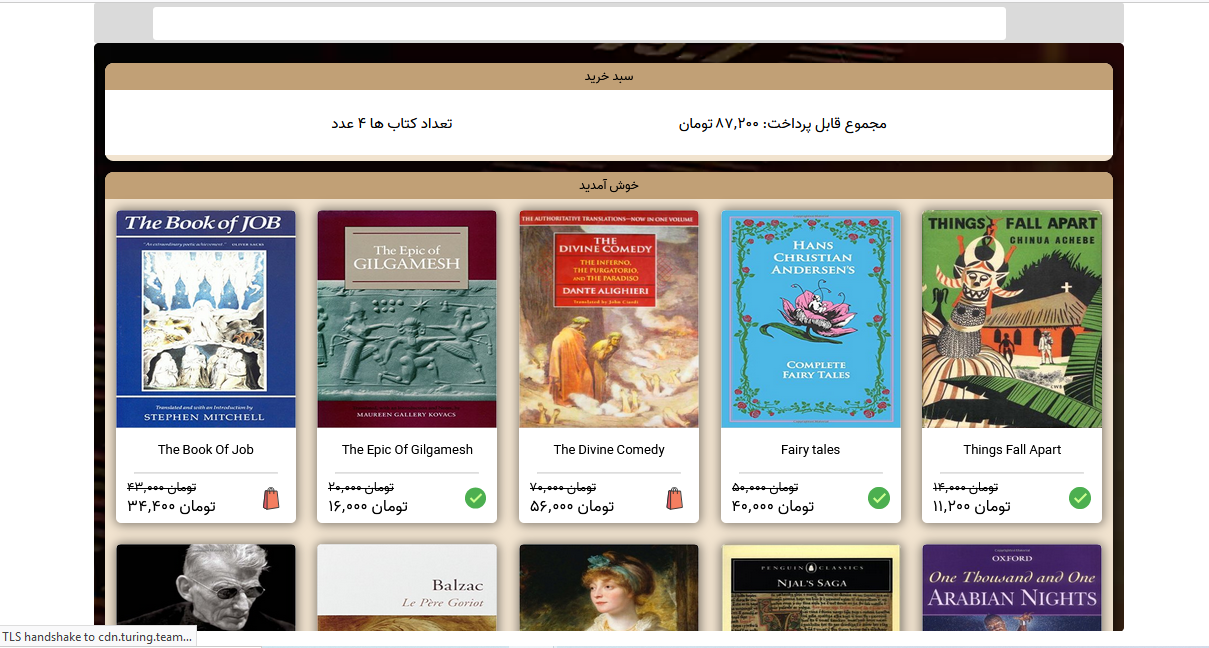 سبد خرید
مجموع قابل پرداخت: ۸۷,۲۰۰ تومان
تعداد کتاب ها ۴ عدد
خوش آمدید
The Book of JOB
"An extraordinary poetic achievement." OLIVER SACKS
Translated and with an Introduction by
STEPHEN MITCHELL
The Epic of
GILGAMESH
MAUREEN GALLERY KOVACS
THE AUTHORITATIVE TRANSLATIONS—NOW IN ONE VOLUME
THE
DIVINE COMEDY
THE INFERNO,
THE PURGATORIO,
AND THE PARADISO
DANTE ALIGHIERI
Translated by John Ciardi
HANS
CHRISTIAN
ANDERSEN'S
COMPLETE
FAIRY TALES
THINGS FALL APART
CHINUA ACHEBE
The Book Of Job
The Epic Of Gilgamesh
The Divine Comedy
Fairy tales
Things Fall Apart
۴۳,۰۰۰ تومان
۳۴,۴۰۰ تومان
۲۰,۰۰۰ تومان
۱۶,۰۰۰ تومان
۷۰,۰۰۰ تومان
۵۶,۰۰۰ تومان
۵۰,۰۰۰ تومان
۴۰,۰۰۰ تومان
۱۴,۰۰۰ تومان
۱۱,۲۰۰ تومان
Balzac
Le Père Goriot
PENGUIN CLASSICS
NJAL'S SAGA
OXFORD
One Thousand and One
ARABIAN NIGHTS
TLS handshake to cdn.turing.team...